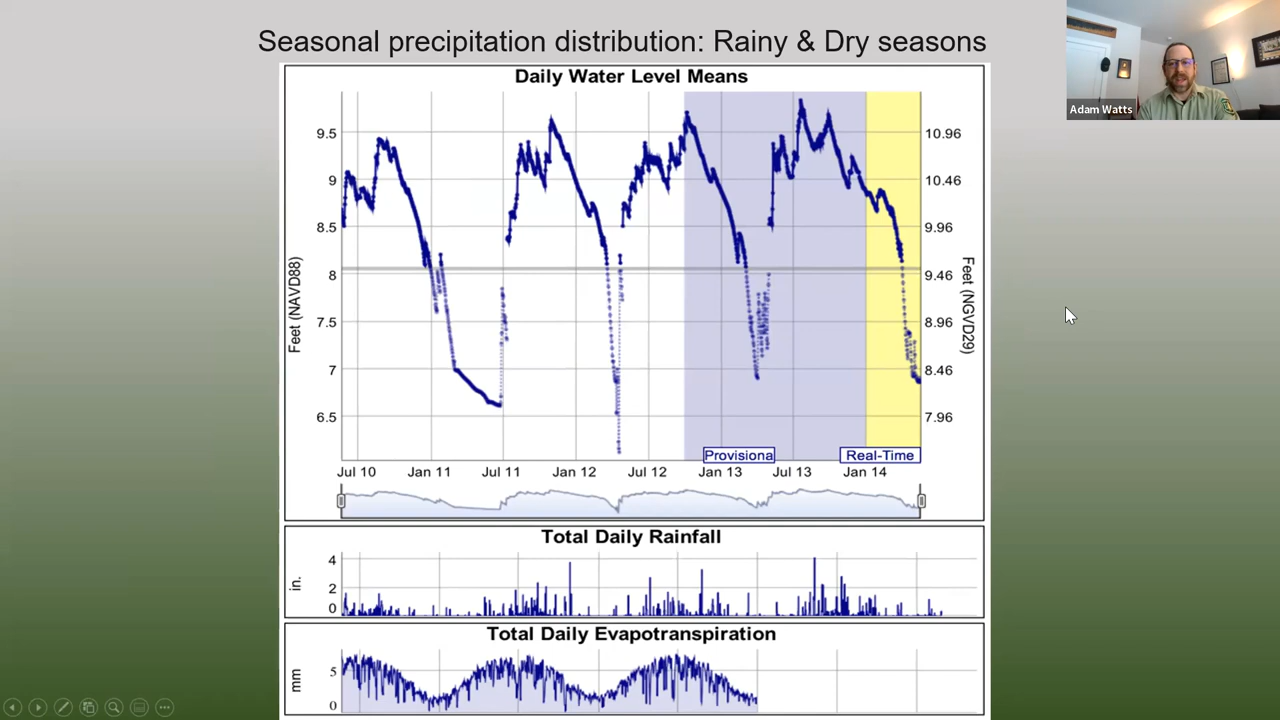 Seasonal precipitation distribution: Rainy & Dry seasons
Adam Watts
Daily Water Level Means
Feet (NAVD88)
9.5
9
8.5
8
7.5
7
6.5
10.96
10.46
9.96
9.46
8.96
8.46
7.96
Feet (NGVD29)
Provisiona
Real-Time
Jul 10 Jan 11 Jul 11 Jan 12 Jul 12 Jan 13 Jul 13 Jan 14
Total Daily Rainfall
in.
4
2
0
Total Daily Evapotranspiration
mm
5
0